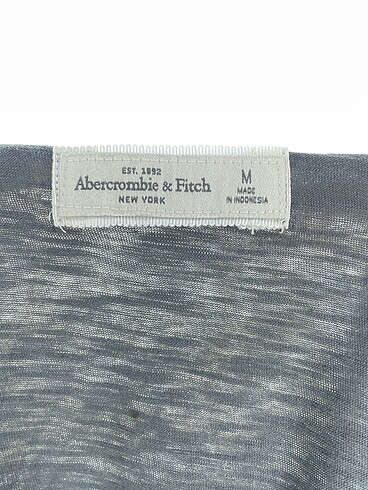 EST. 1892
Abercrombie & Fitch
NEW YORK
M
MADE
IN INDONESIA